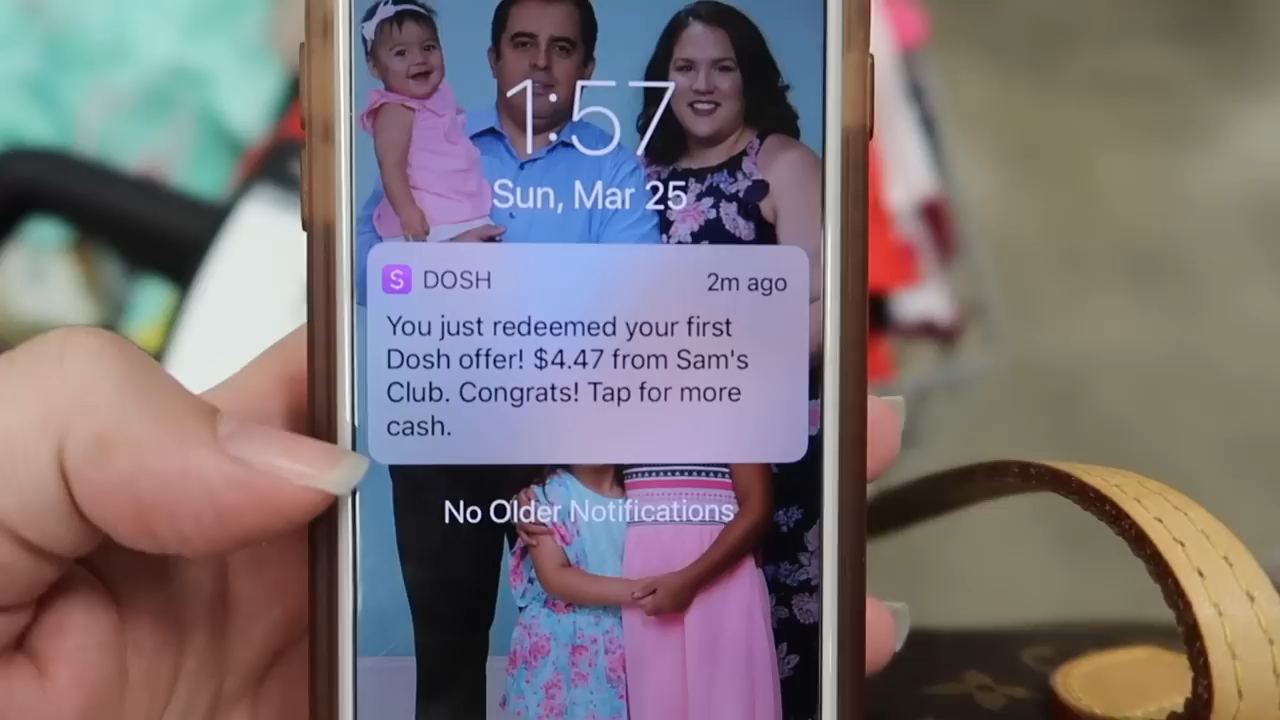 1:57
Sun, Mar 25
DOSH
2m ago
You just redeemed your first
Dosh offer! $4.47 from Sam's
Club. Congrats! Tap for more
cash.
No Older Notifications